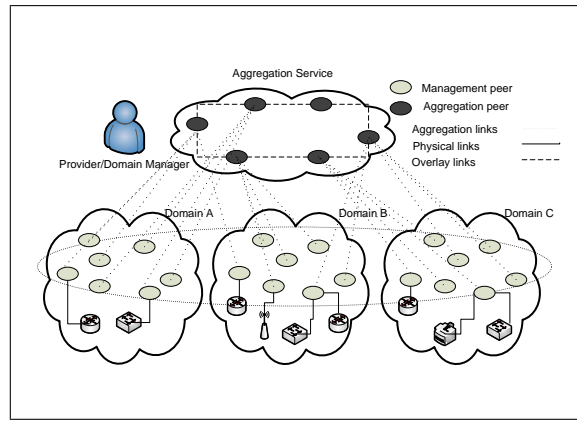 Aggregation Service
Management peer
Aggregation peer
Aggregation links
Physical links
Overlay links
Provider/Domain Manager
Domain A
Domain B
Domain C